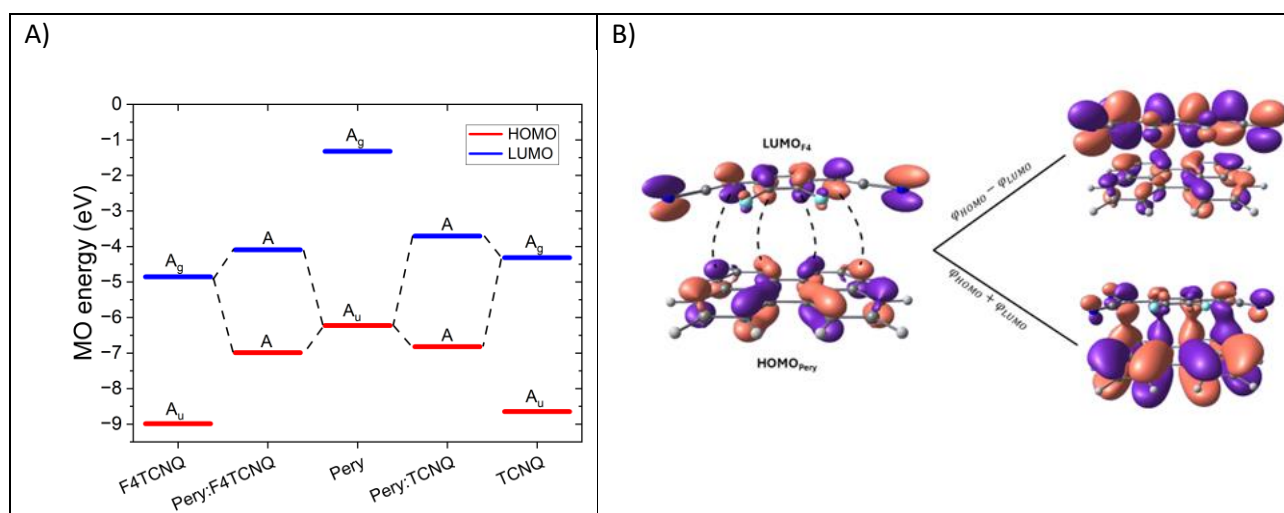 A)
MO energy (eV)
0
−1
−2
−3
−4
−5
−6
−7
−8
−9
HOMO
LUMO
Ag
A
A
Ag
Ag
Au
A
A
Au
Au
F4TCNQ
Pery:F4TCNQ
Pery
Pery:TCNQ
TCNQ
B)
LUMOF4
HOMOPery
φHOMO − φLUMO
φHOMO + φLUMO